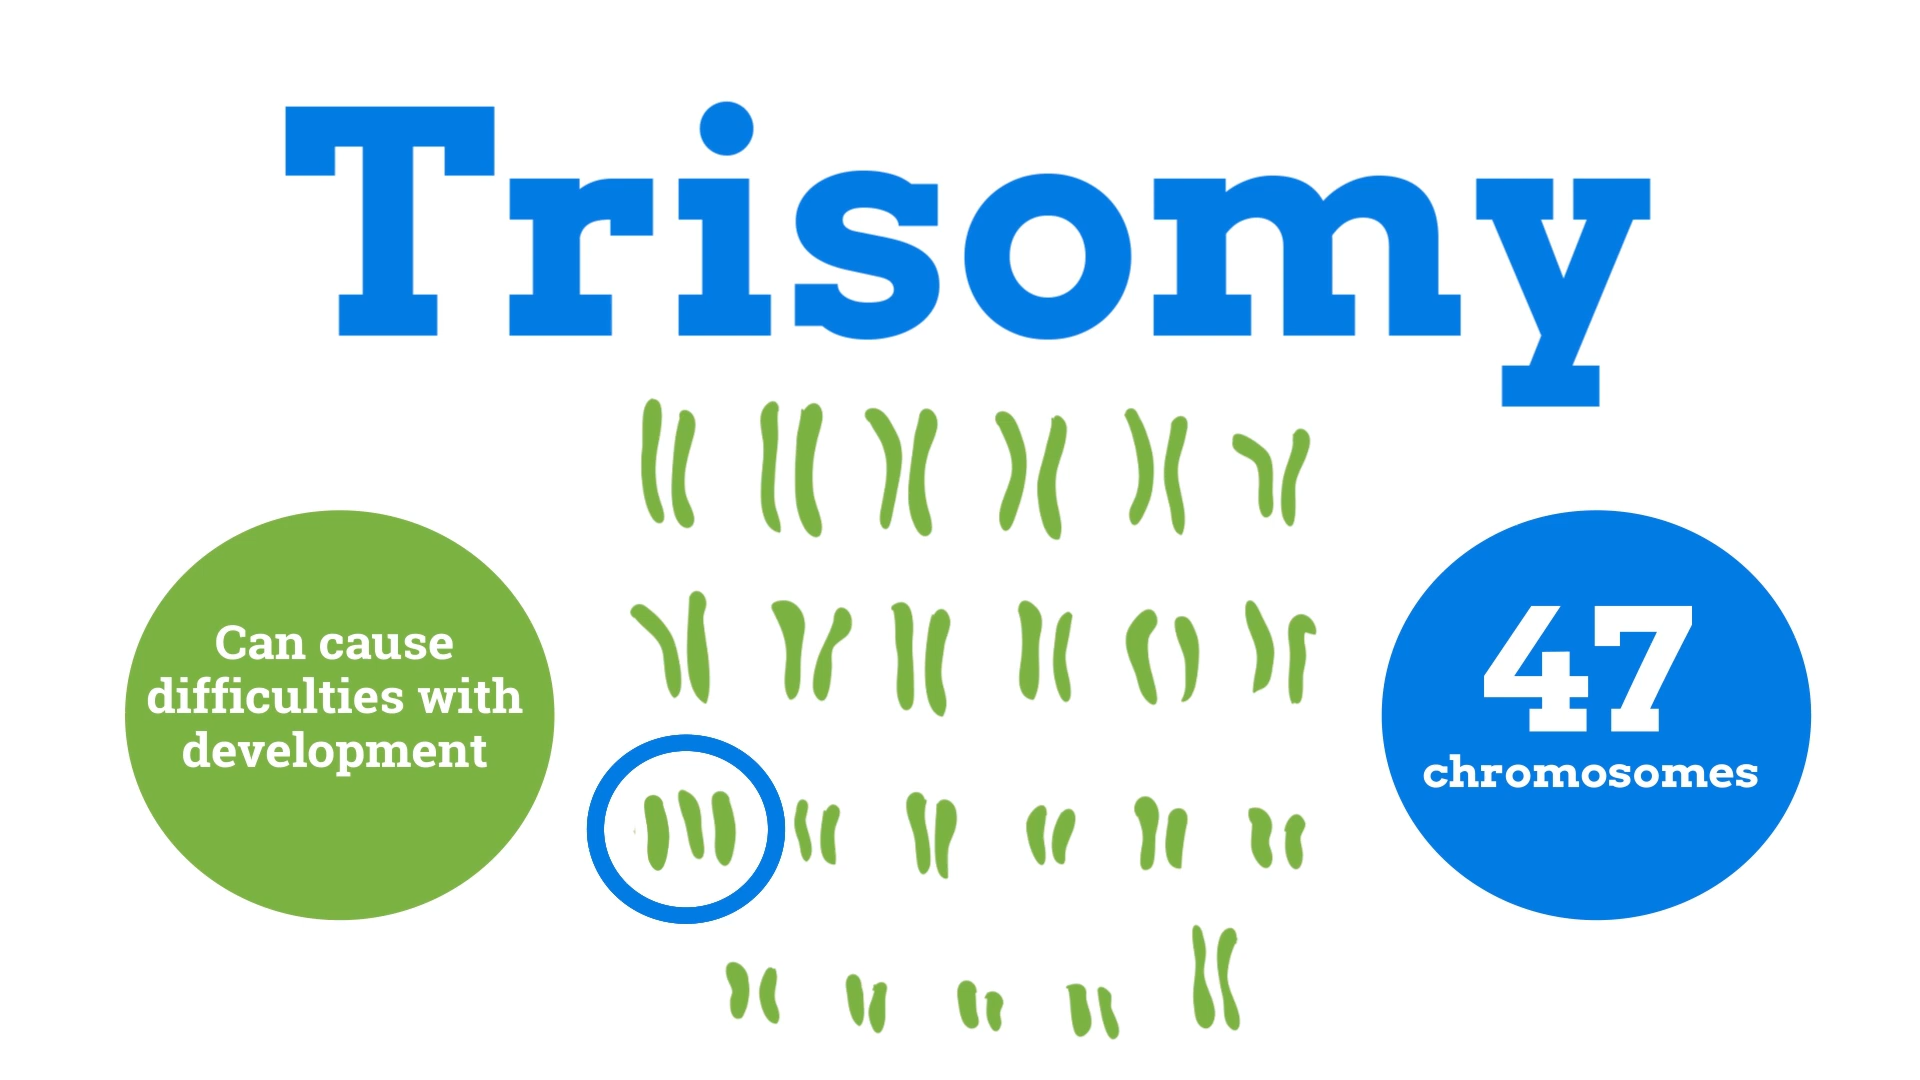 Trisomy
Can cause
difficulties with
development
47
chromosomes